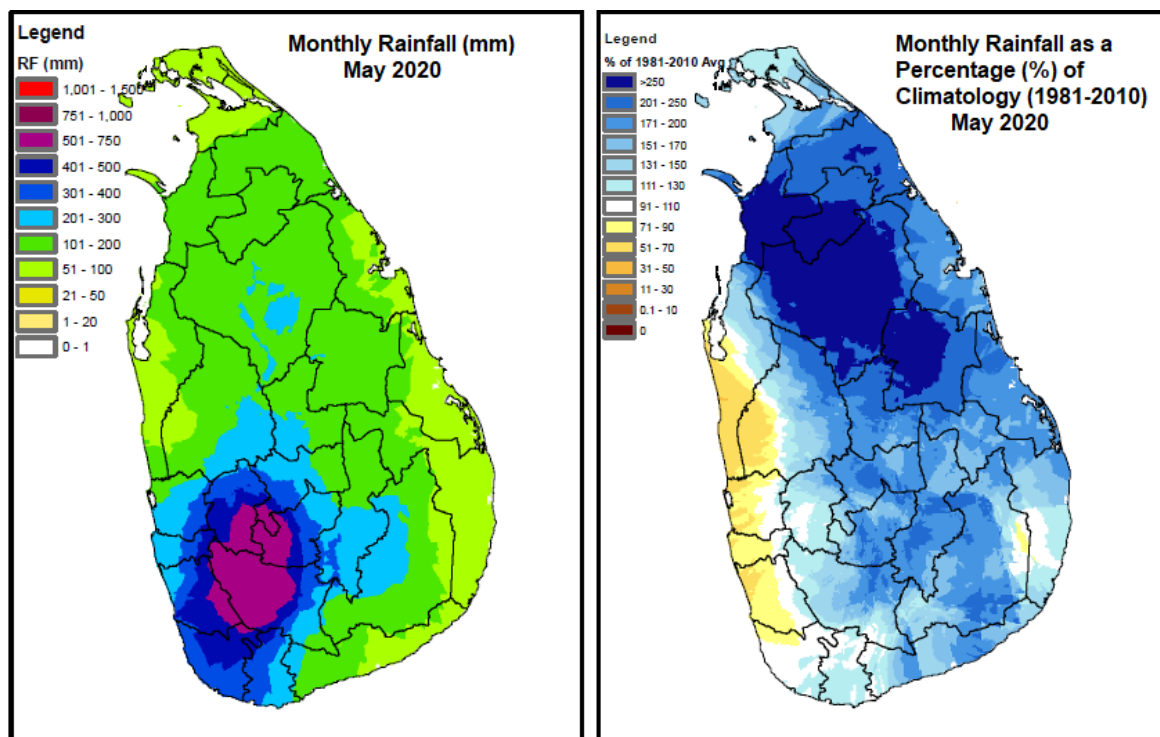 Legend
RF (mm)
1,001 - 1,500
751 - 1,000
501 - 750
401 - 500
301 - 400
201 - 300
101 - 200
51 - 100
21 - 50
1 - 20
0 - 1
Monthly Rainfall (mm)
May 2020
Legend
% of 1981-2010 Avg
>250
201 - 250
171 - 200
151 - 170
131 - 150
111 - 130
91 - 110
71 - 90
51 - 70
31 - 50
11 - 30
0.1 - 10
0
Monthly Rainfall as a
Percentage (%) of
Climatology (1981-2010)
May 2020